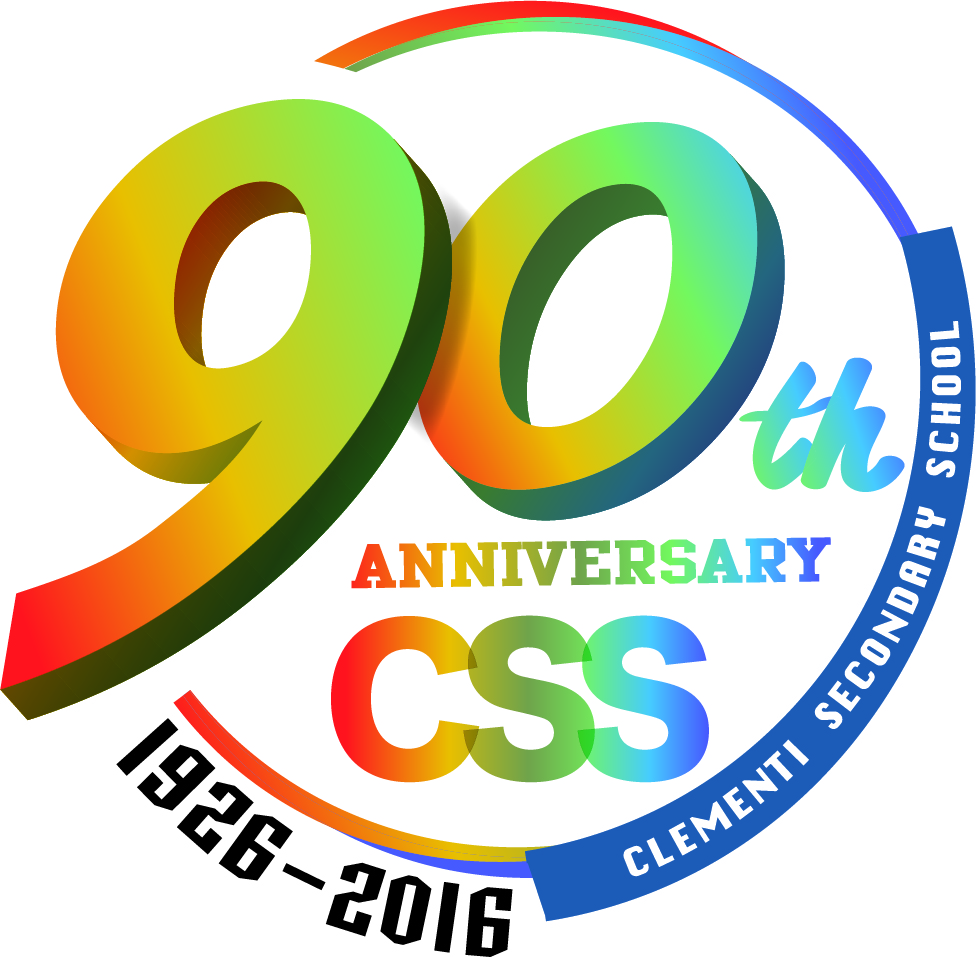 90th
ANNIVERSARY
CSS
1926-2016
CLEMENTI SECONDARY SCHOOL